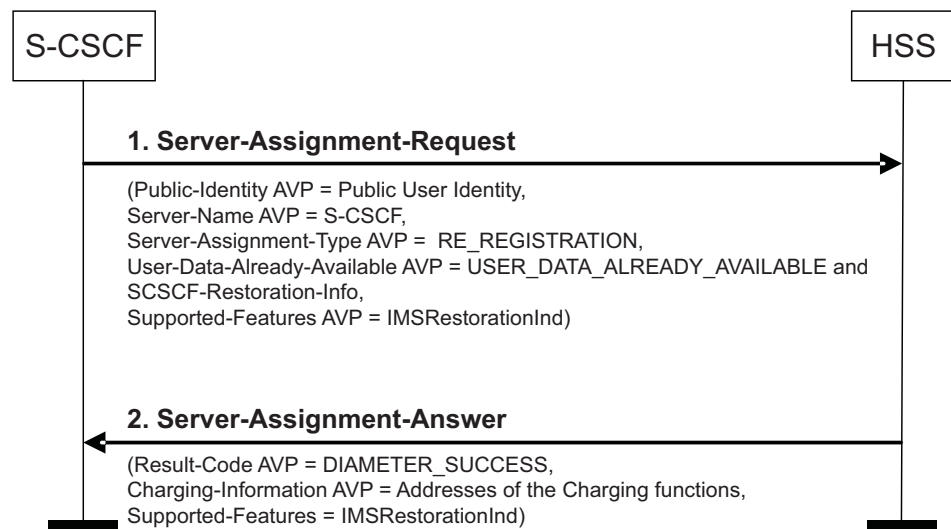 S-CSCF
HSS
1. Server-Assignment-Request
(Public-Identity AVP = Public User Identity,
Server-Name AVP = S-CSCF,
Server-Assignment-Type AVP = RE_REGISTRATION,
User-Data-Already-Available AVP = USER_DATA_ALREADY_AVAILABLE and
SCSCF-Restoration-Info,
Supported-Features AVP = IMSRestorationInd)
2. Server-Assignment-Answer
(Result-Code AVP = DIAMETER_SUCCESS,
Charging-Information AVP = Addresses of the Charging functions,
Supported-Features = IMSRestorationInd)